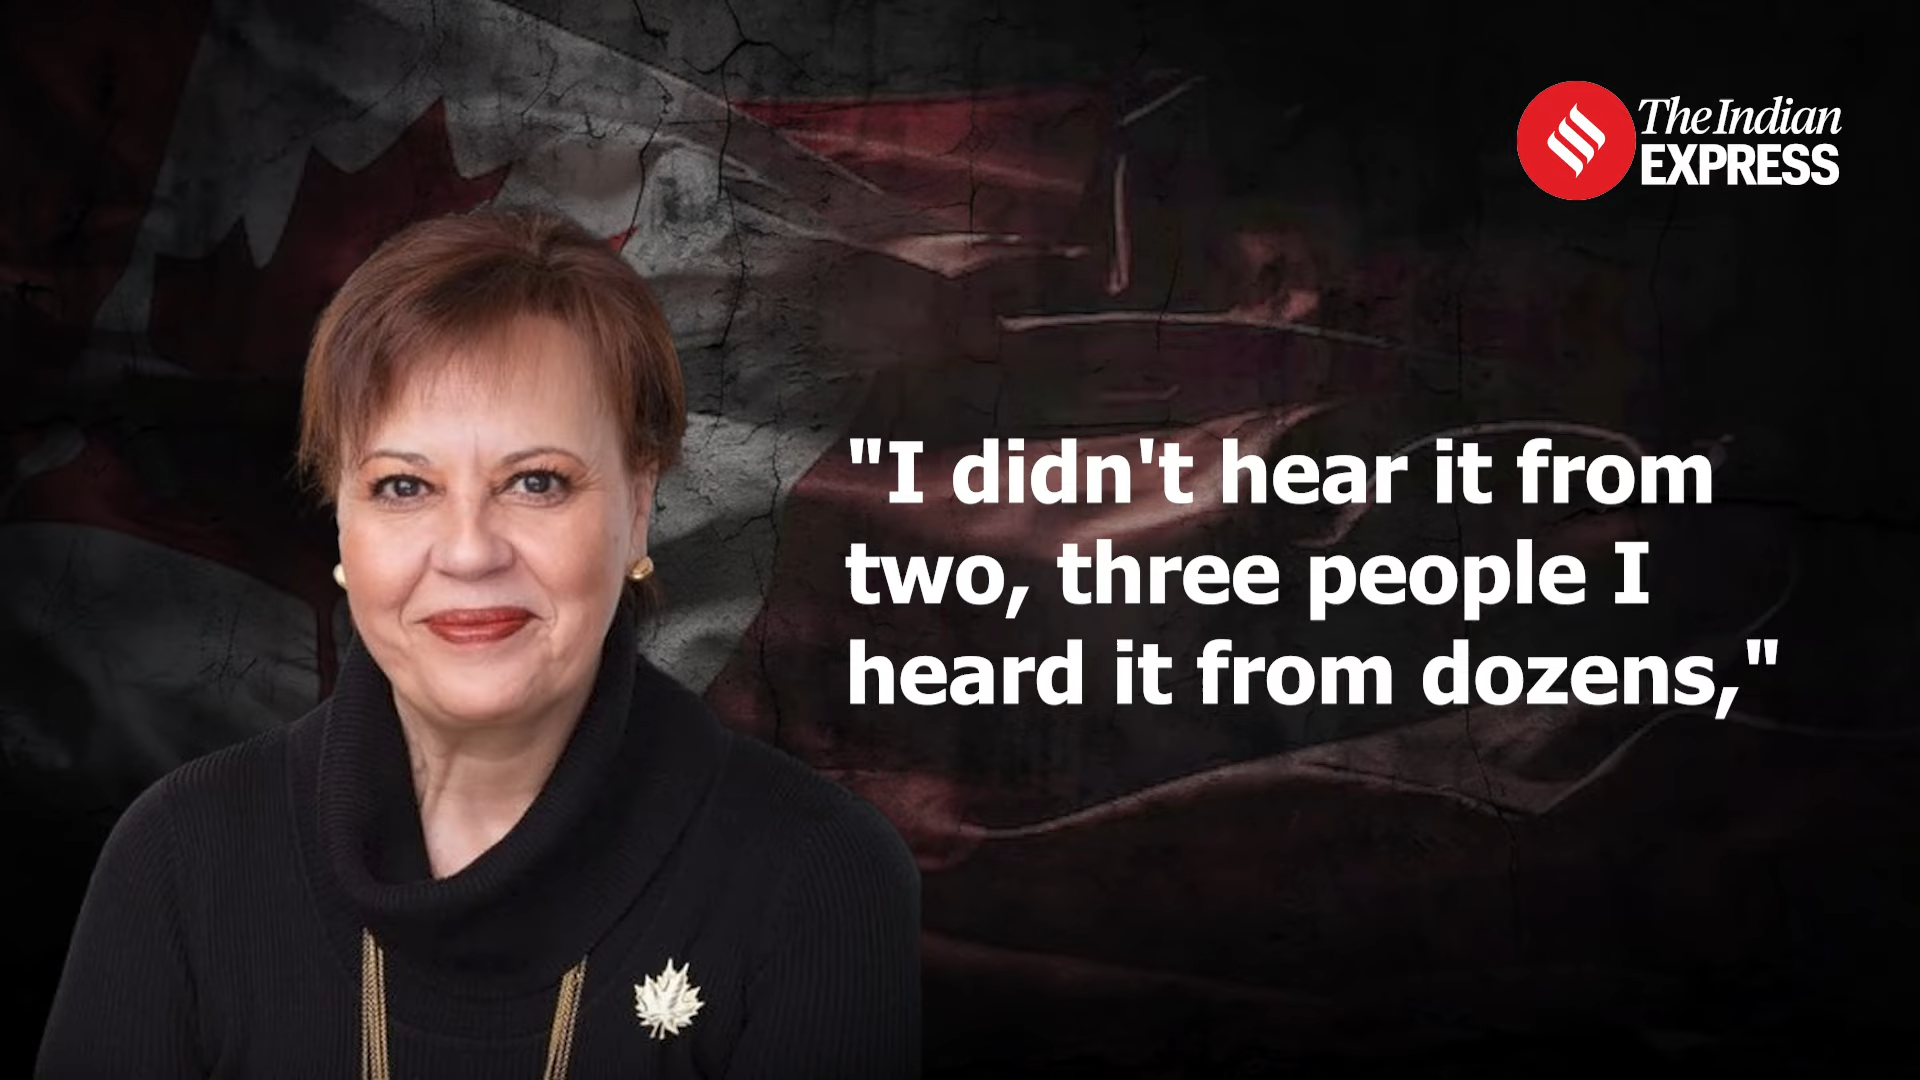 The Indian
EXPRESS
"I didn't hear it from
two, three people I
heard it from dozens,"